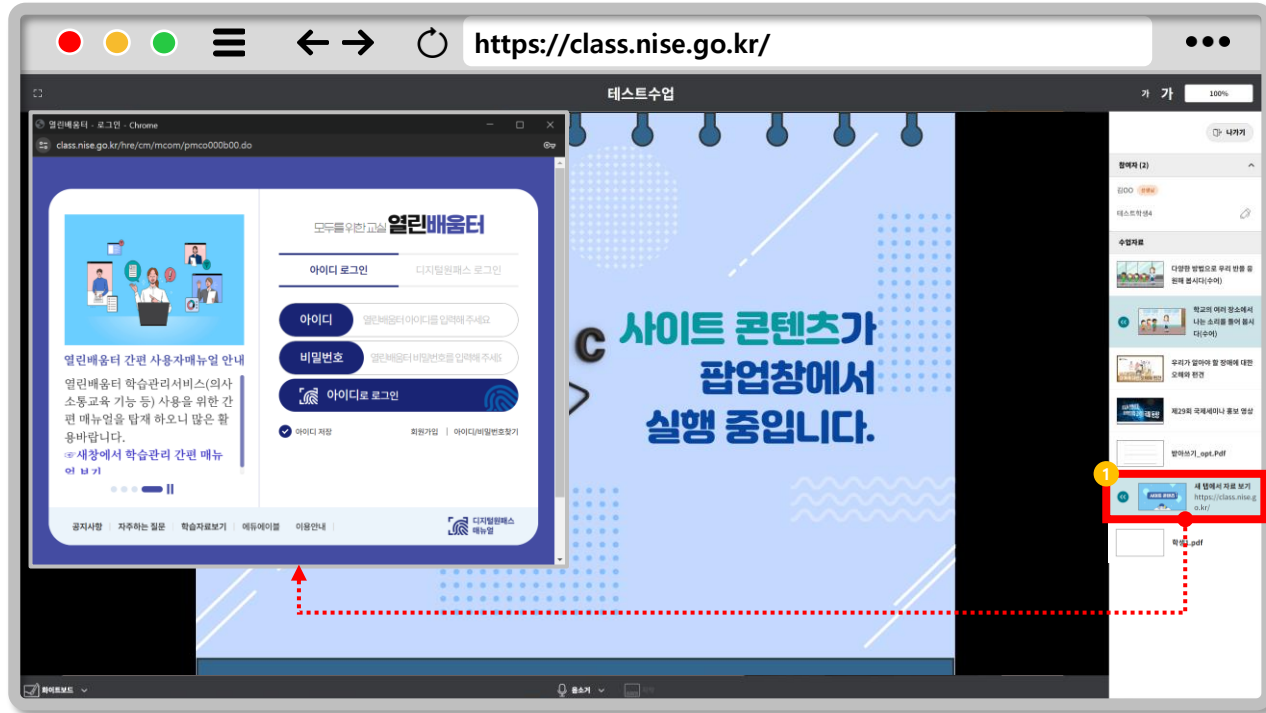 https://class.nise.go.kr/
테스트수업
가 가 100%
열린배움터 - 로그인 - Chrome
class.nise.go.kr/hre/cm/mcom/pmco000b00.do
모두를위한교실 열린배움터
아이디 로그인 디지털원패스 로그인
아이디 열린배움터 아이디를 입력해 주세요
비밀번호 열린배움터 비밀번호를 입력해 주세
아이디로 로그인
아이디 저장 회원가입 | 아이디/비밀번호찾기
열린배움터 간편 사용자매뉴얼 안내
열린배움터 학습관리서비스(의사
소통교육 기능 등) 사용을 위한 간
편 매뉴얼을 탑재 하오니 많은 활
용바랍니다.
☞새창에서 학습관리 간편 매뉴
얼 보기
공지사항 자주하는 질문 학습자료보기 에듀에이블 이용안내
디지털원패스
매뉴얼
C 사이트 콘텐츠가
팝업창에서
실행 중입니다.
나가기
참여자 (2)
김OO 선생님
테스트학생4
수업자료
다양한 방법으로 우리 반을 응
원해 봅시다(수어)
학교의 여러 장소에서
나는 소리를 들어 봅시
다(수어)
우리가 알아야 할 장애에 대한
오해와 편견
제29회 국제세미나 홍보 영상
받아쓰기_opt.Pdf
1
새 탭에서 자료 보기
https://class.nise.g
o.kr/
학생1.pdf
화이트보드
음소거